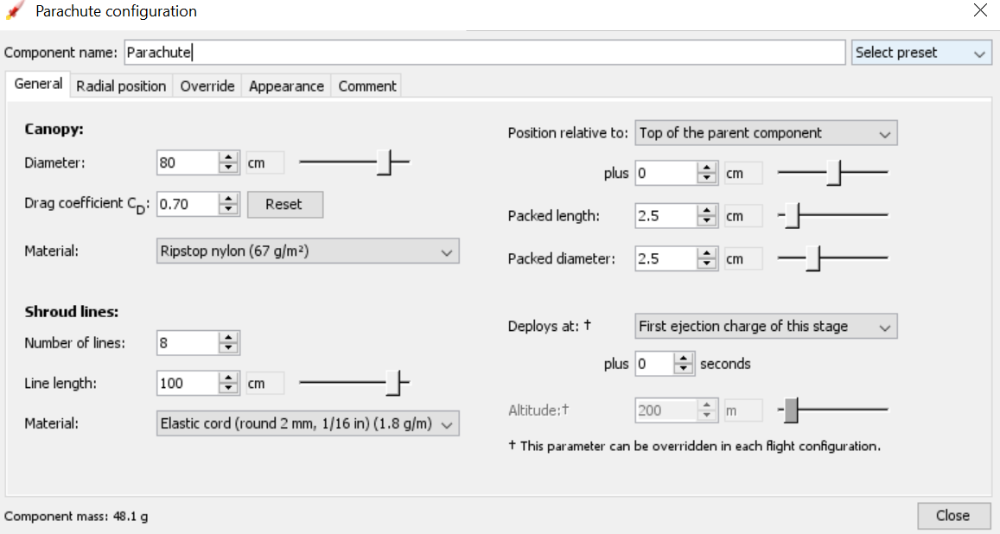 Parachute configuration
Component name: Parachute Select preset
General Radial position Override Appearance Comment
Canopy:
Diameter: 80 cm
Drag coefficient CD: 0.70 Reset
Material: Ripstop nylon (67 g/m²)
Shroud lines:
Number of lines: 8
Line length: 100 cm
Material: Elastic cord (round 2 mm, 1/16 in) (1.8 g/m)
Position relative to: Top of the parent component
plus 0 cm
Packed length: 2.5 cm
Packed diameter: 2.5 cm
Deploys at: † First ejection charge of this stage
plus 0 seconds
Altitude:† 200 m
† This parameter can be overridden in each flight configuration.
Component mass: 48.1 g Close